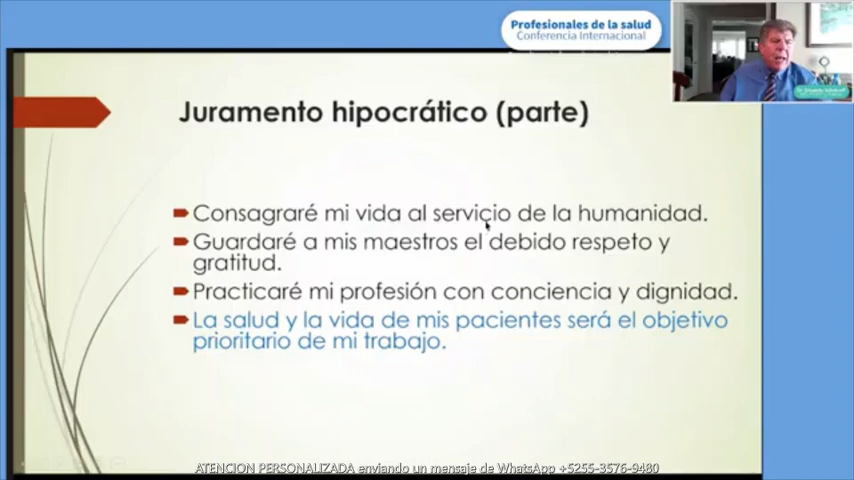 Profesionales de la salud
Conferencia Internacional
Juramento hipocrático (parte)
Consagraré mi vida al servicio de la humanidad.
Guardaré a mis maestros el debido respeto y
gratitud.
Practicaré mi profesión con conciencia y dignidad.
La salud y la vida de mis pacientes será el objetivo
prioritario de mi trabajo.
ATENCION PERSONALIZADA enviando un mensaje de WhatsApp +5255-3576-9480